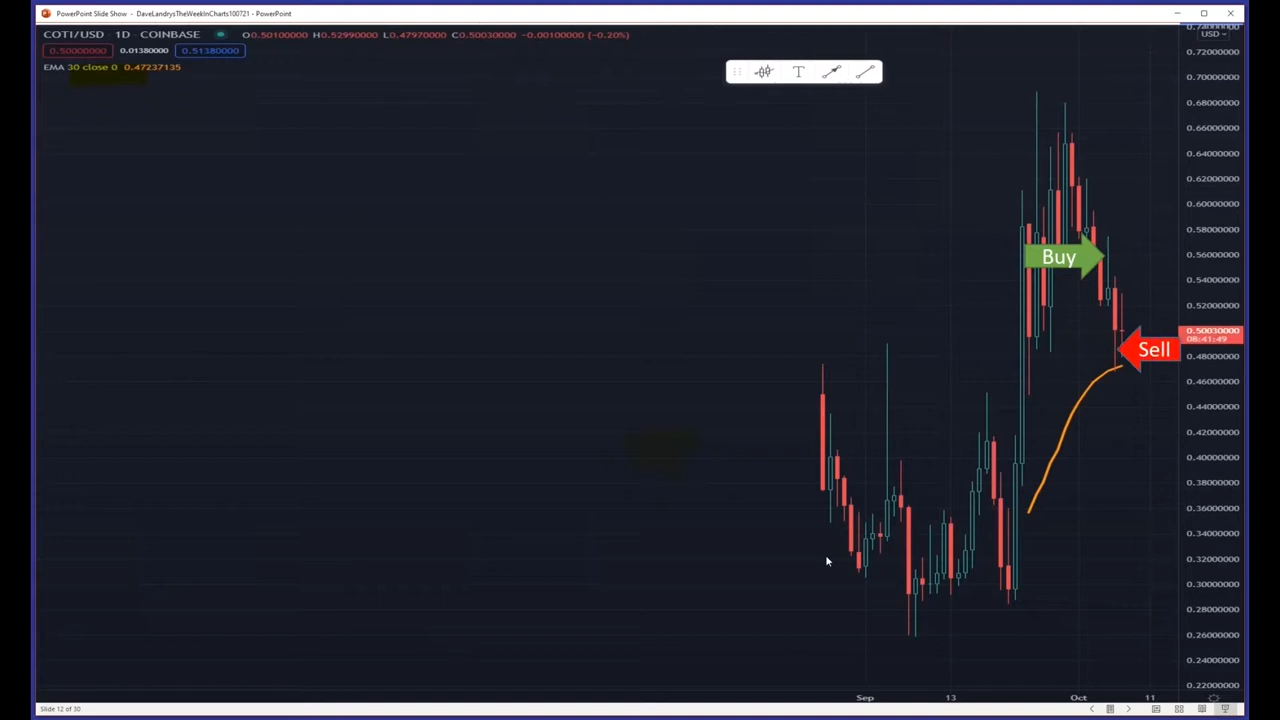 PowerPoint Slide Show - DaveLandrysTheWeekInCharts100721 - PowerPoint
COTI/USD · 1D · COINBASE O0.50100000 H0.52990000 L0.47970000 C0.50030000 −0.00100000 (−0.20%)
0.50000000 0.01380000 0.51380000
EMA 30 close 0 0.47237135
T
USD
0.72000000
0.70000000
0.68000000
0.66000000
0.64000000
0.62000000
0.60000000
0.58000000
Buy
0.56000000
0.54000000
0.52000000
0.50030000
08:41:49
Sell
0.48000000
0.46000000
0.44000000
0.42000000
0.40000000
0.38000000
0.36000000
0.34000000
0.32000000
0.30000000
0.28000000
0.26000000
0.24000000
0.22000000
Sep 13 Oct 11
Slide 12 of 30